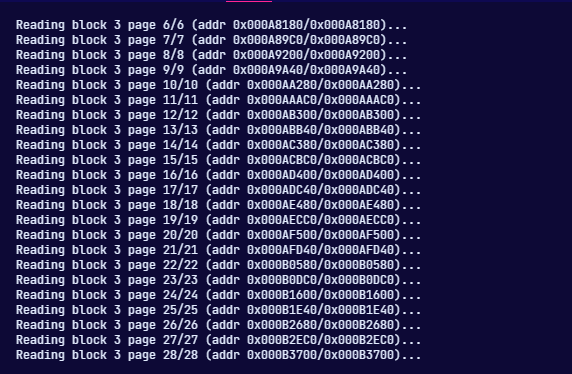 Reading block 3 page 6/6 (addr 0x000A8180/0x000A8180)...
Reading block 3 page 7/7 (addr 0x000A89C0/0x000A89C0)...
Reading block 3 page 8/8 (addr 0x000A9200/0x000A9200)...
Reading block 3 page 9/9 (addr 0x000A9A40/0x000A9A40)...
Reading block 3 page 10/10 (addr 0x000AA280/0x000AA280)...
Reading block 3 page 11/11 (addr 0x000AAAC0/0x000AAAC0)...
Reading block 3 page 12/12 (addr 0x000AB300/0x000AB300)...
Reading block 3 page 13/13 (addr 0x000ABB40/0x000ABB40)...
Reading block 3 page 14/14 (addr 0x000AC380/0x000AC380)...
Reading block 3 page 15/15 (addr 0x000ACBC0/0x000ACBC0)...
Reading block 3 page 16/16 (addr 0x000AD400/0x000AD400)...
Reading block 3 page 17/17 (addr 0x000ADC40/0x000ADC40)...
Reading block 3 page 18/18 (addr 0x000AE480/0x000AE480)...
Reading block 3 page 19/19 (addr 0x000AECC0/0x000AECC0)...
Reading block 3 page 20/20 (addr 0x000AF500/0x000AF500)...
Reading block 3 page 21/21 (addr 0x000AFD40/0x000AFD40)...
Reading block 3 page 22/22 (addr 0x000B0580/0x000B0580)...
Reading block 3 page 23/23 (addr 0x000B0DC0/0x000B0DC0)...
Reading block 3 page 24/24 (addr 0x000B1600/0x000B1600)...
Reading block 3 page 25/25 (addr 0x000B1E40/0x000B1E40)...
Reading block 3 page 26/26 (addr 0x000B2680/0x000B2680)...
Reading block 3 page 27/27 (addr 0x000B2EC0/0x000B2EC0)...
Reading block 3 page 28/28 (addr 0x000B3700/0x000B3700)...